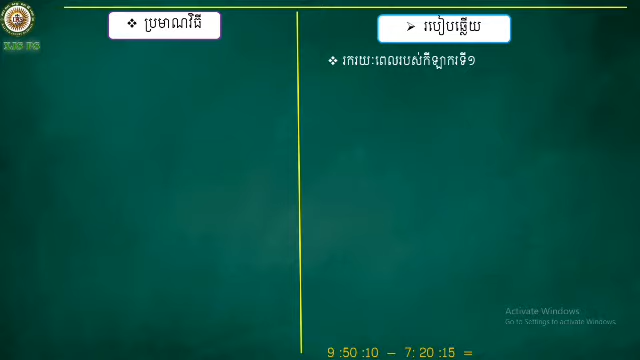 ❖ ប្រមាណវិធី
➢ របៀបឆ្លើយ
❖ រករយៈពេលរបស់កីឡាករទី១
Activate Windows
Go to Settings to activate Windows.
9 :50 :10 – 7: 20 :15 =